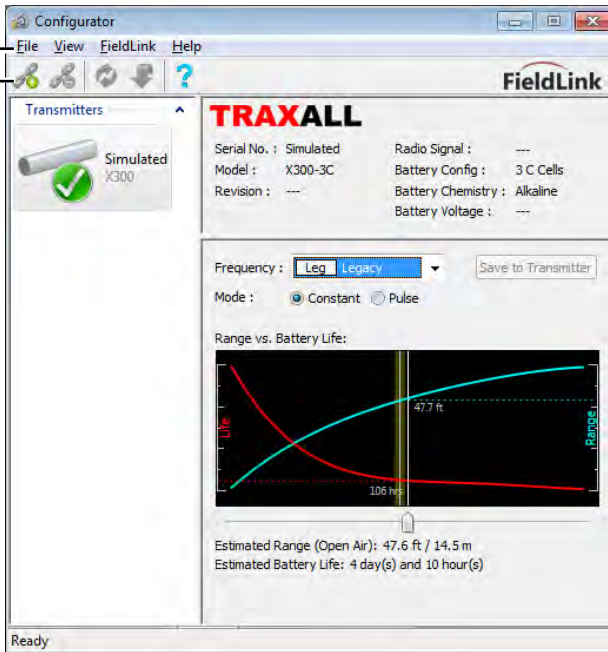 Configurator
File View FieldLink Help
FieldLink
Transmitters
Simulated
X300
TRAXALL
Serial No. : Simulated
Model : X300-3C
Revision : ---
Radio Signal : ---
Battery Config : 3 C Cells
Battery Chemistry : Alkaline
Battery Voltage : ---
Frequency : Leg Legacy
Save to Transmitter
Mode : Constant Pulse
Range vs. Battery Life:
Life
47.7 ft
106 hrs
Range
Estimated Range (Open Air): 47.6 ft / 14.5 m
Estimated Battery Life: 4 day(s) and 10 hour(s)
Ready